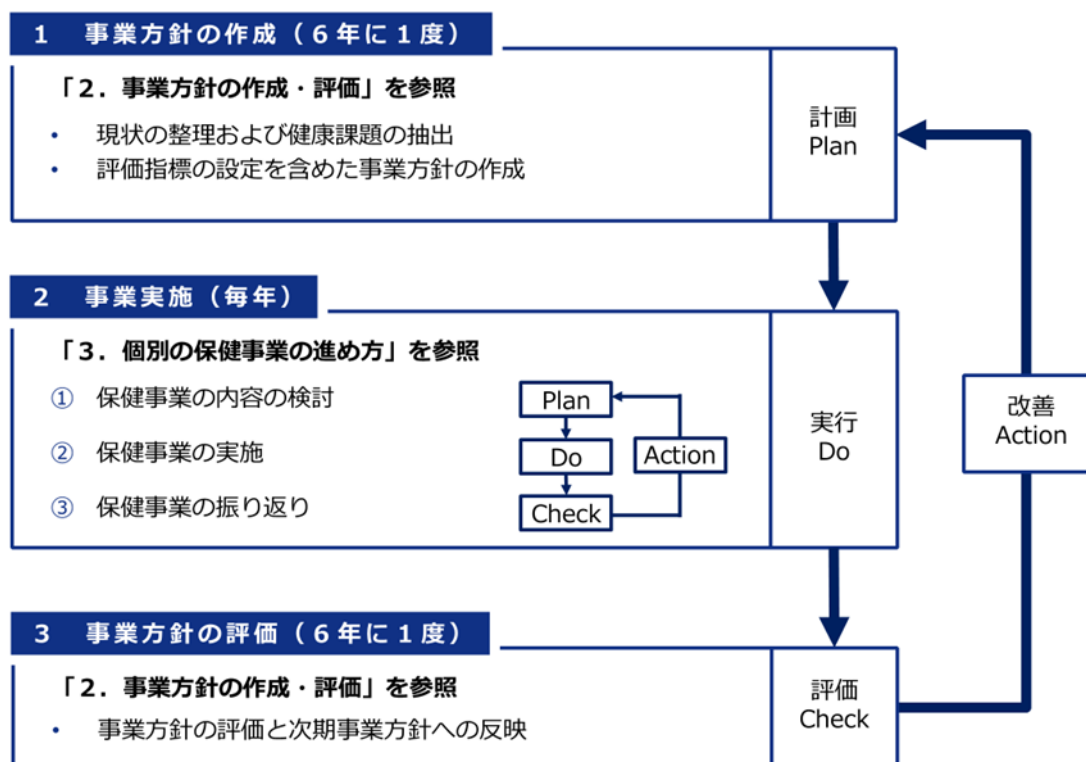 1 事業方針の作成（６年に１度）
「２．事業方針の作成・評価」を参照
・ 現状の整理および健康課題の抽出
・ 評価指標の設定を含めた事業方針の作成
計画
Plan
2 事業実施（毎年）
「３．個別の保健事業の進め方」を参照
① 保健事業の内容の検討
② 保健事業の実施
③ 保健事業の振り返り
Plan
Do
Action
Check
実行
Do
改善
Action
3 事業方針の評価（６年に１度）
「２．事業方針の作成・評価」を参照
・ 事業方針の評価と次期事業方針への反映
評価
Check